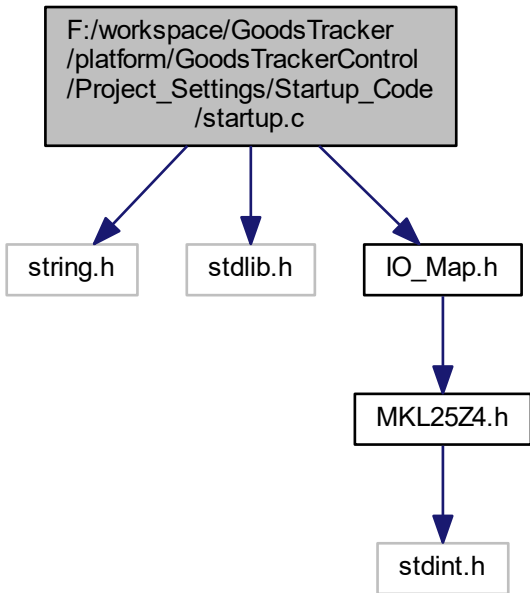 F:/workspace/GoodsTracker
/platform/GoodsTrackerControl
/Project_Settings/Startup_Code
/startup.c
string.h
stdlib.h
IO_Map.h
MKL25Z4.h
stdint.h